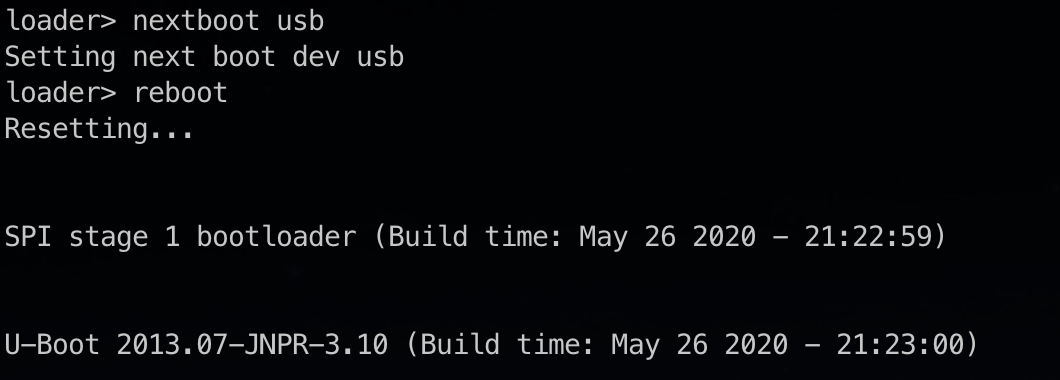 loader> nextboot usb
Setting next boot dev usb
loader> reboot
Resetting...
SPI stage 1 bootloader (Build time: May 26 2020 - 21:22:59)
U-Boot 2013.07-JNPR-3.10 (Build time: May 26 2020 - 21:23:00)